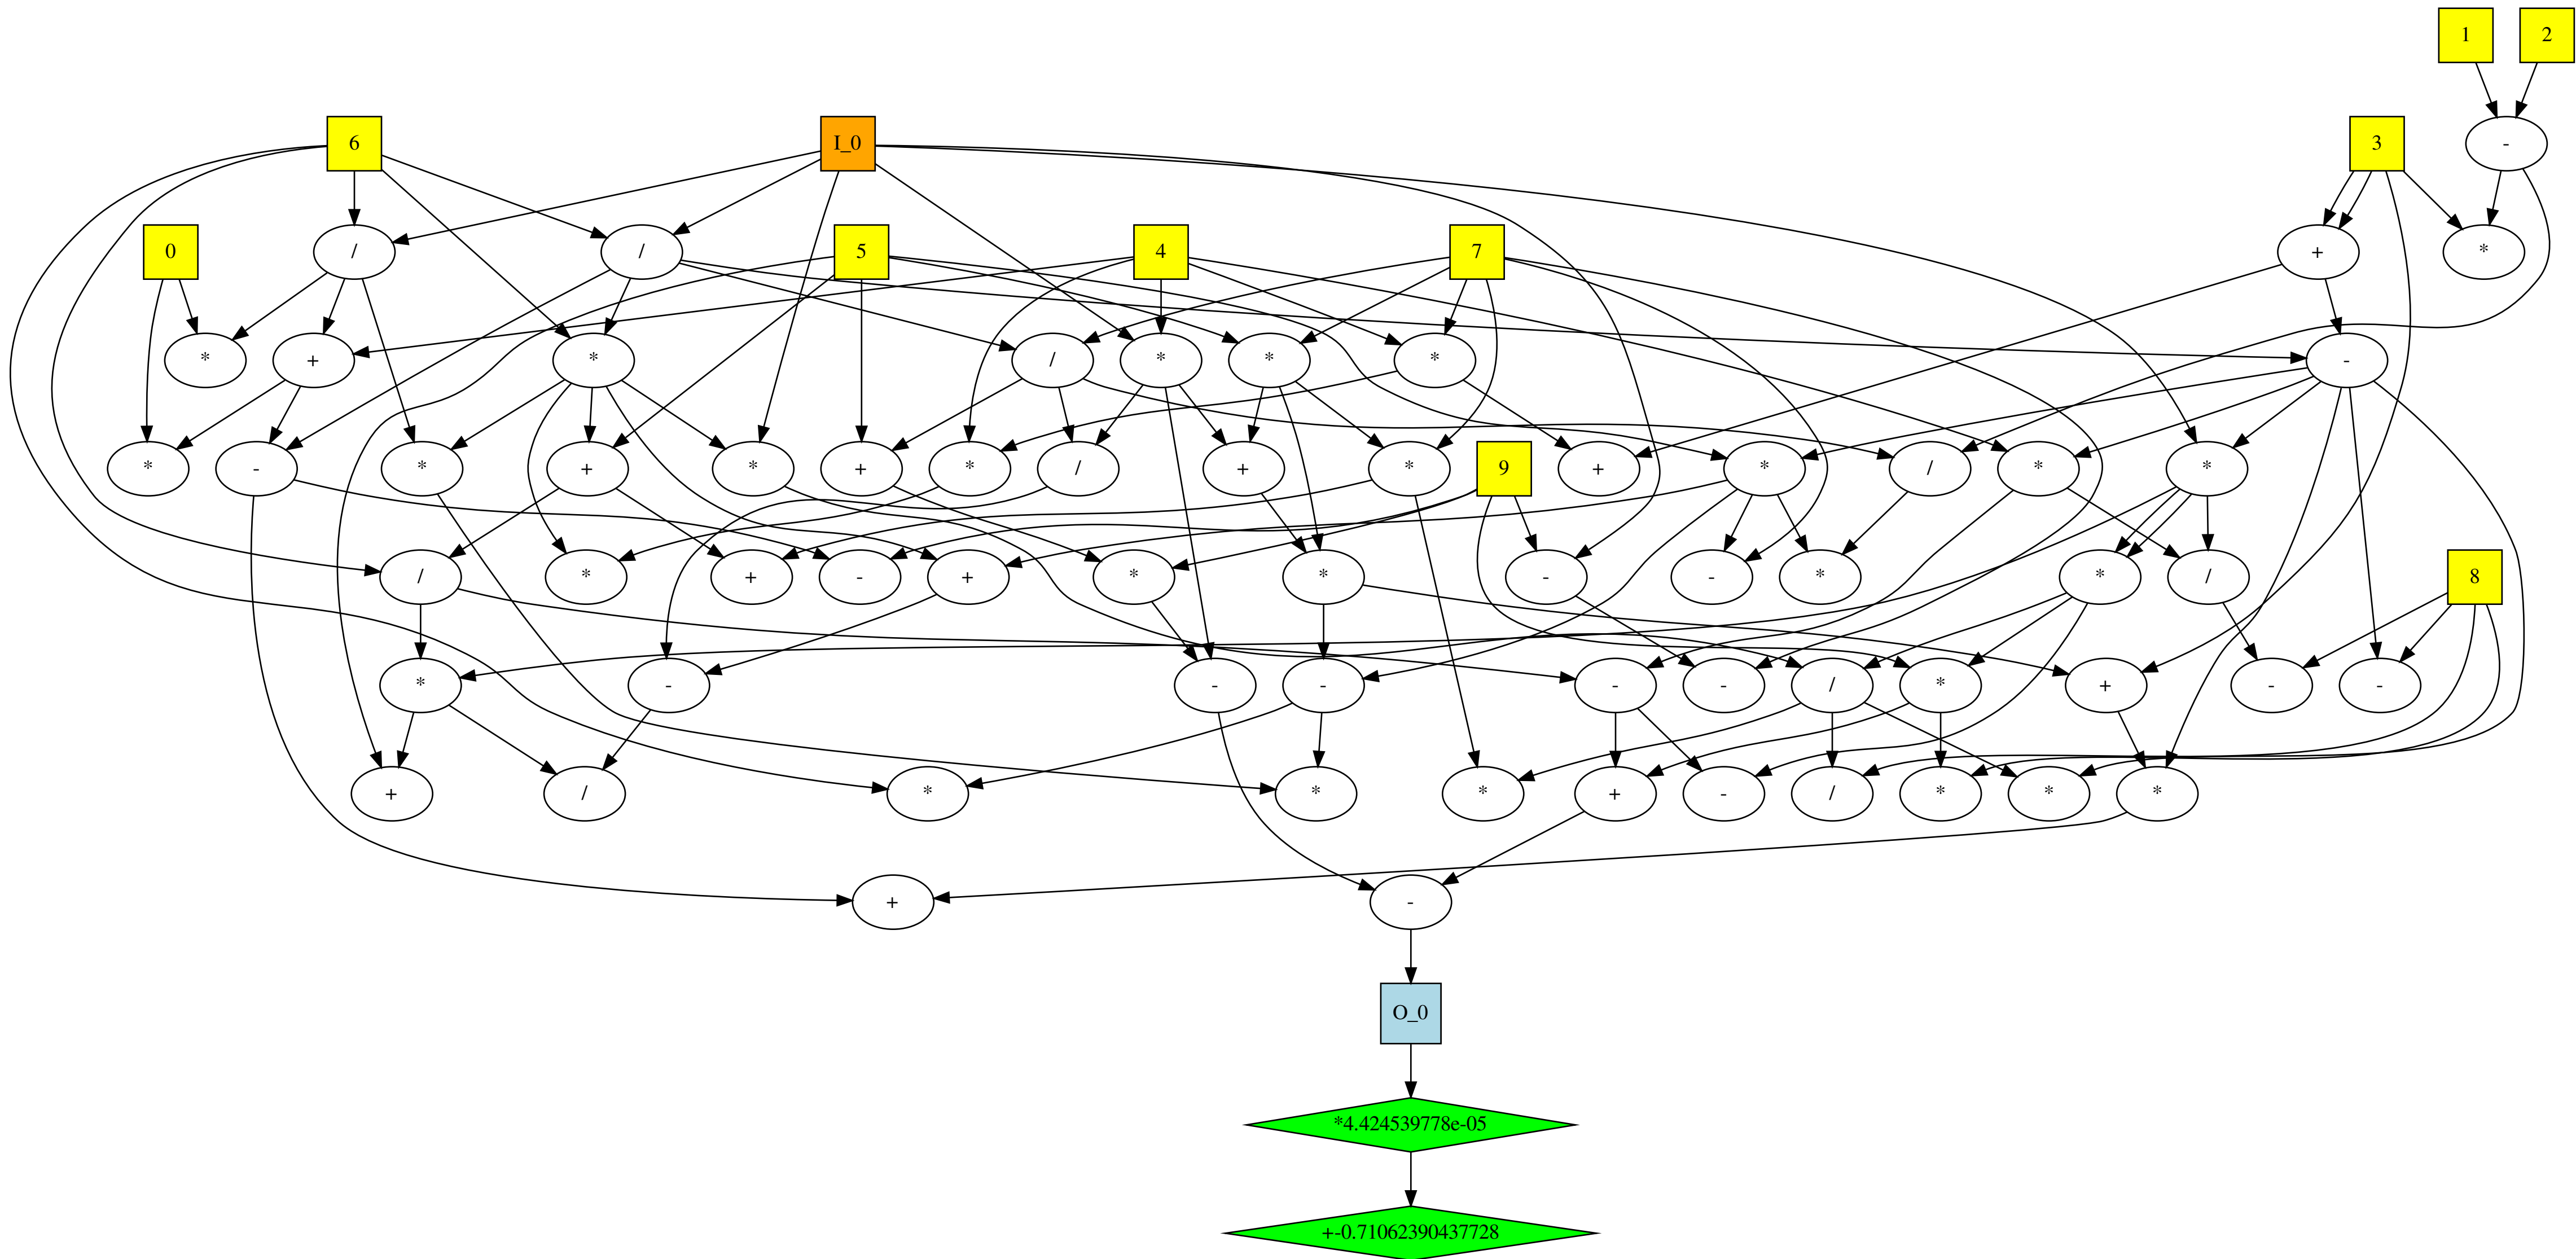 1 2
6 I_0 3 -
0 / / 5 4 7 + *
* + * / * * * -
* - * + * + * / + * 9 + * / * *
/ * + - + * * - - * * / 8
* - - - - - / * + - -
+ / * * * + - / * * *
+ -
O_0
*4.424539778e-05
+-0.71062390437728